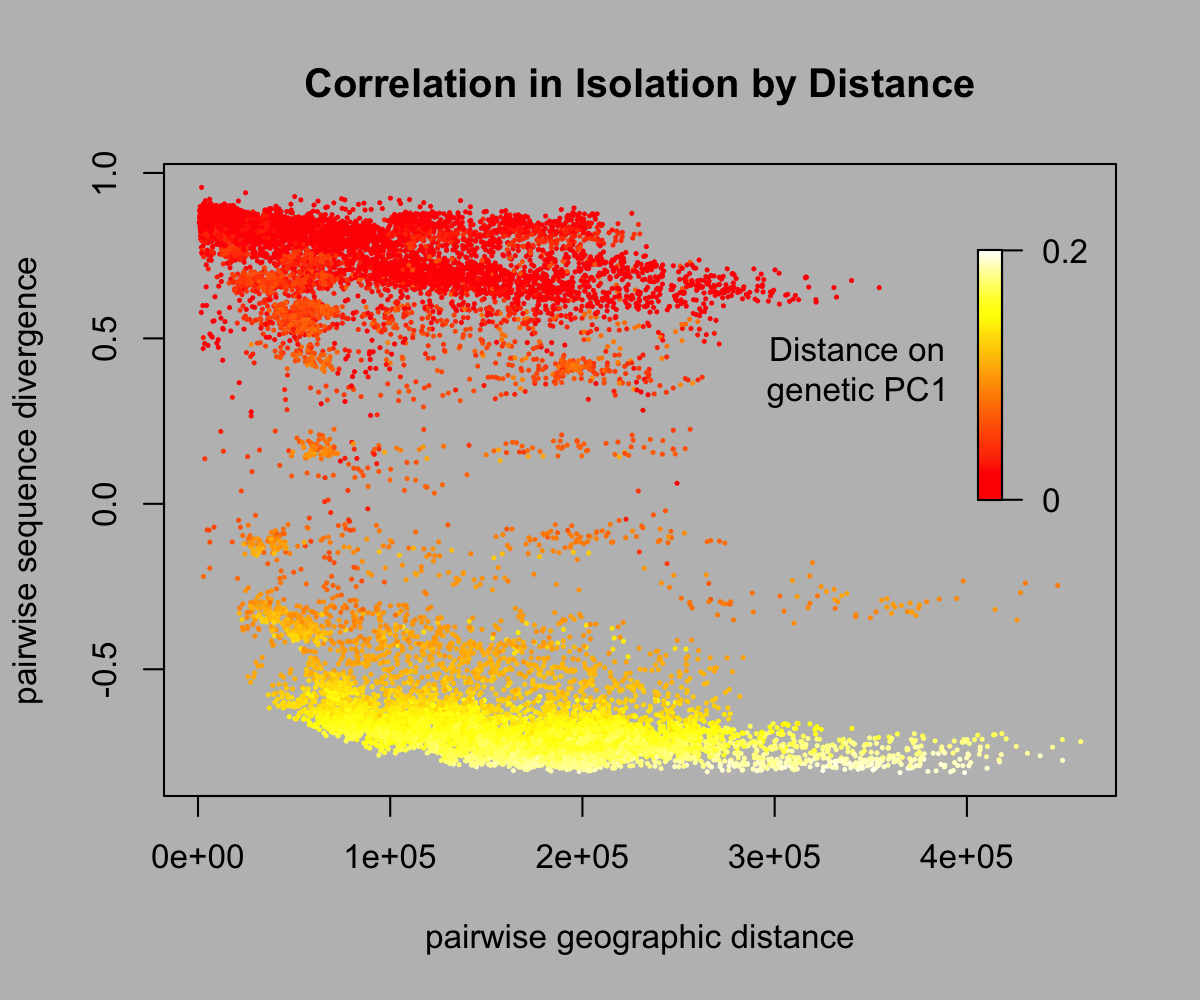 Correlation in Isolation by Distance
pairwise sequence divergence
1.0
0.5
0.0
-0.5
0.2
Distance on
genetic PC1
0
0e+00
1e+05
2e+05
3e+05
4e+05
pairwise geographic distance